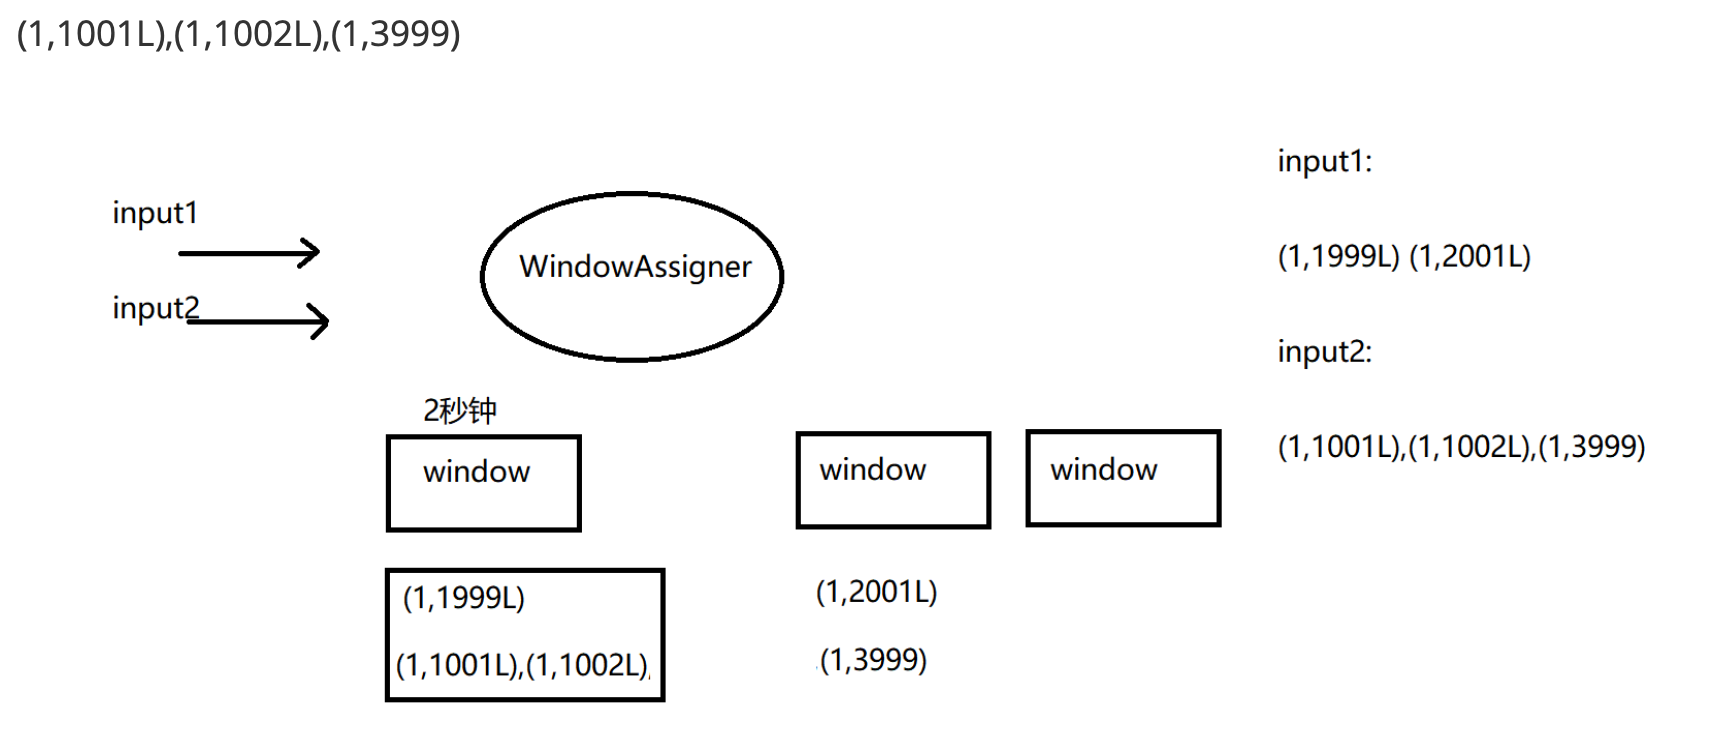 (1,1001L),(1,1002L),(1,3999)
input1:
input1
(1,1999L) (1,2001L)
WindowAssigner
input2
input2:
2秒钟
(1,1001L),(1,1002L),(1,3999)
window
window
window
(1,1999L)
(1,2001L)
(1,1001L),(1,1002L),
(1,3999)